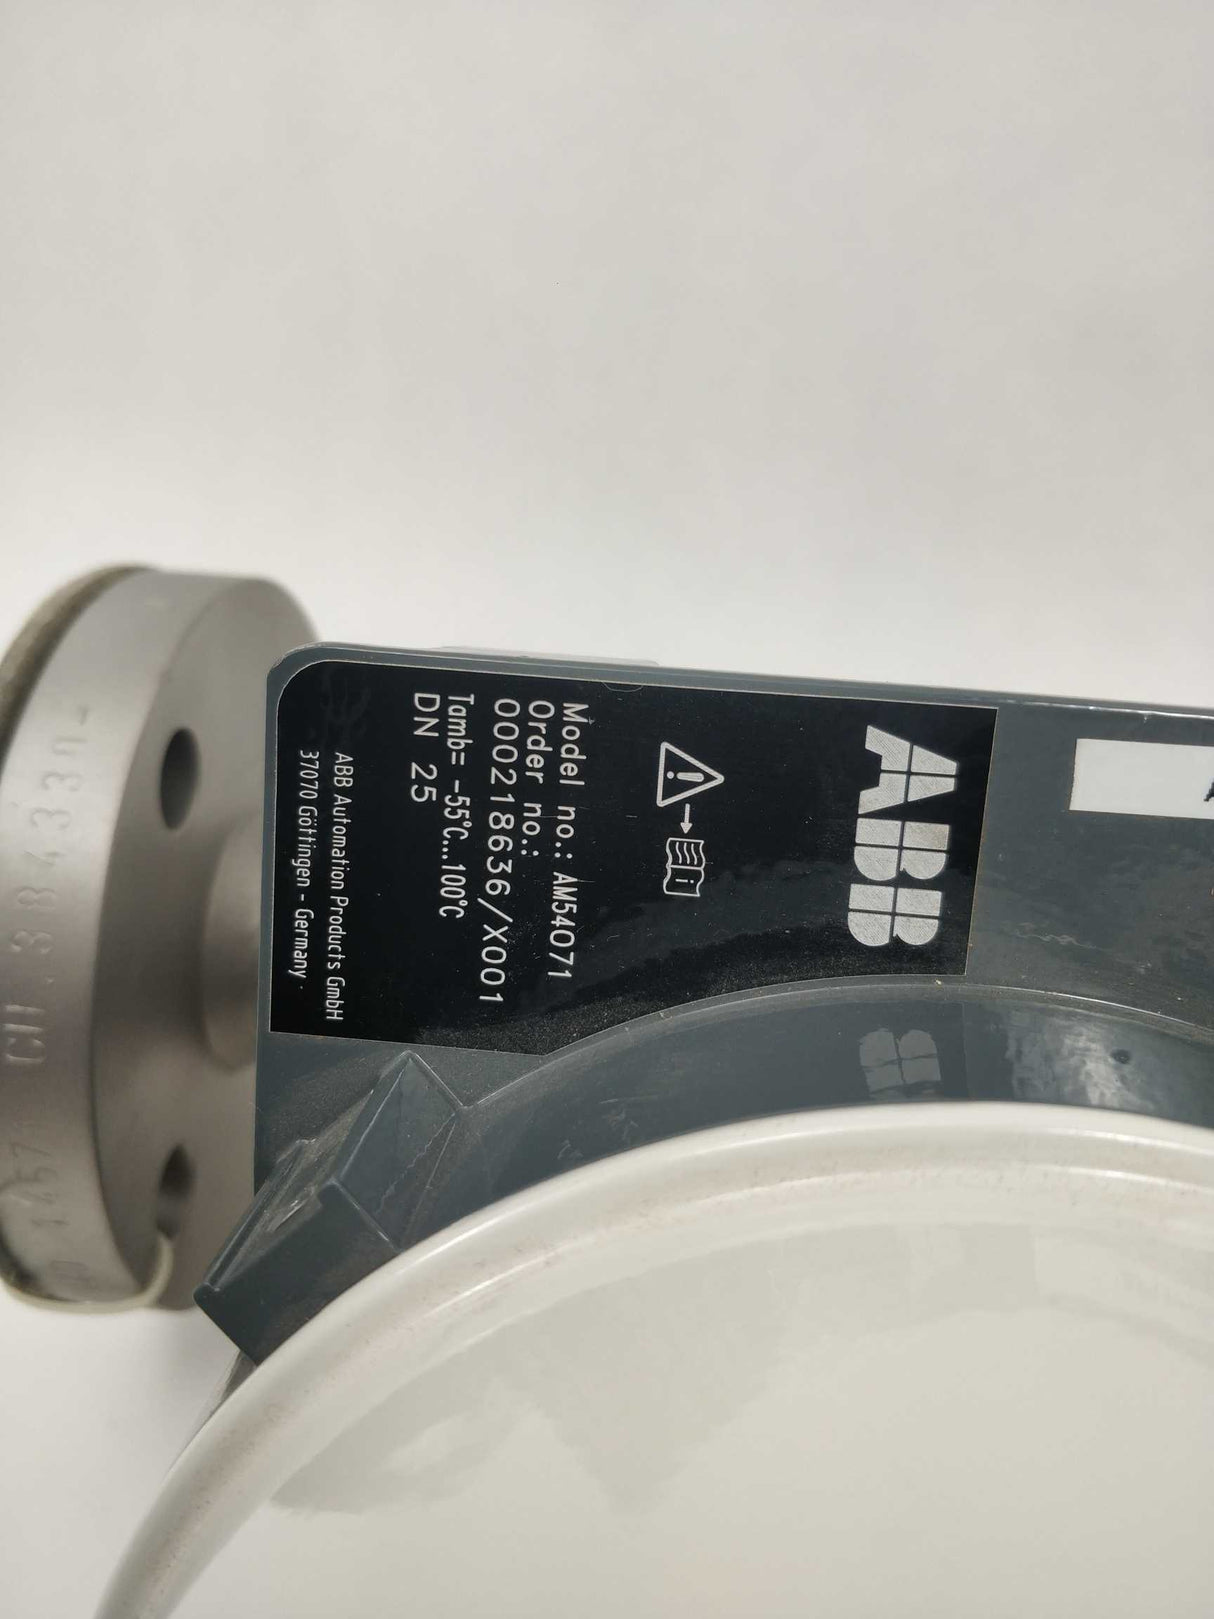 ABB
Model no.: AM54071
Order no.:
000218636/X001
Tamb= -55°C...100°C
DN 25
ABB Automation Products GmbH
37070 Göttingen - Germany